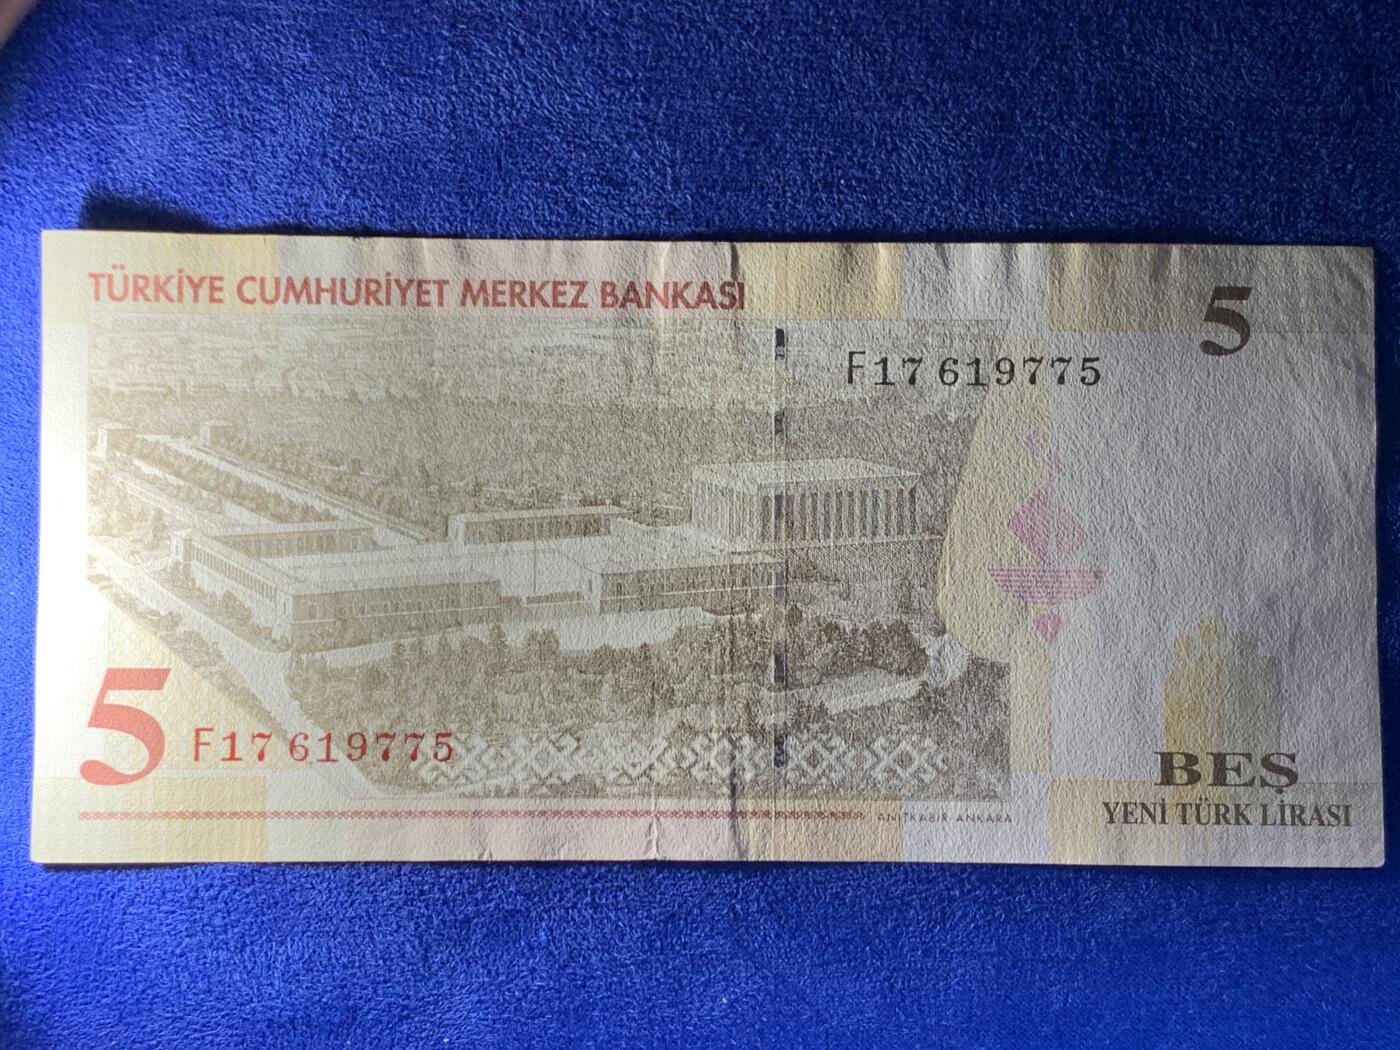 TÜRKİYE CUMHURİYET MERKEZ BANKASI
5
F17 619775
5
F17 619775
ANITKABİR ANKARA
BEŞ
YENİ TÜRK LİRASI